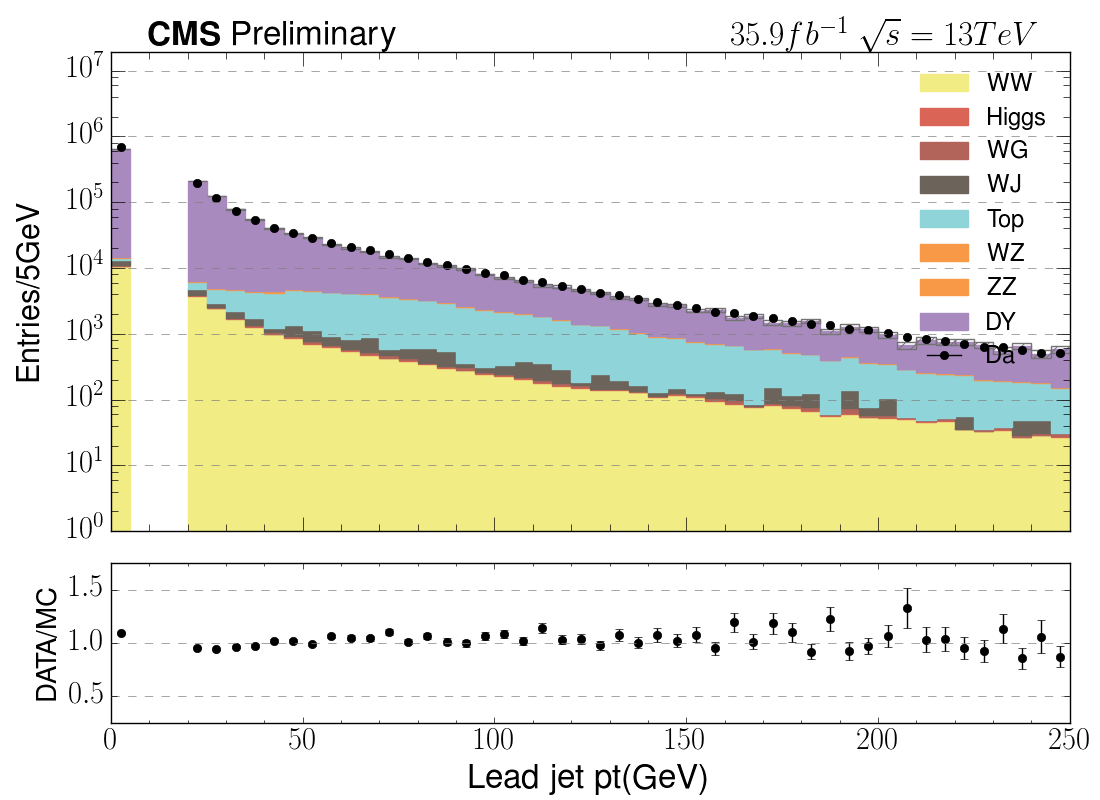 CMS Preliminary
35.9fb⁻¹ √s = 13TeV
Entries/5GeV
10⁷
10⁶
10⁵
10⁴
10³
10²
10¹
10⁰
WW
Higgs
WG
WJ
Top
WZ
ZZ
DY
Da
DATA/MC
1.5
1.0
0.5
0 50 100 150 200 250
Lead jet pt(GeV)